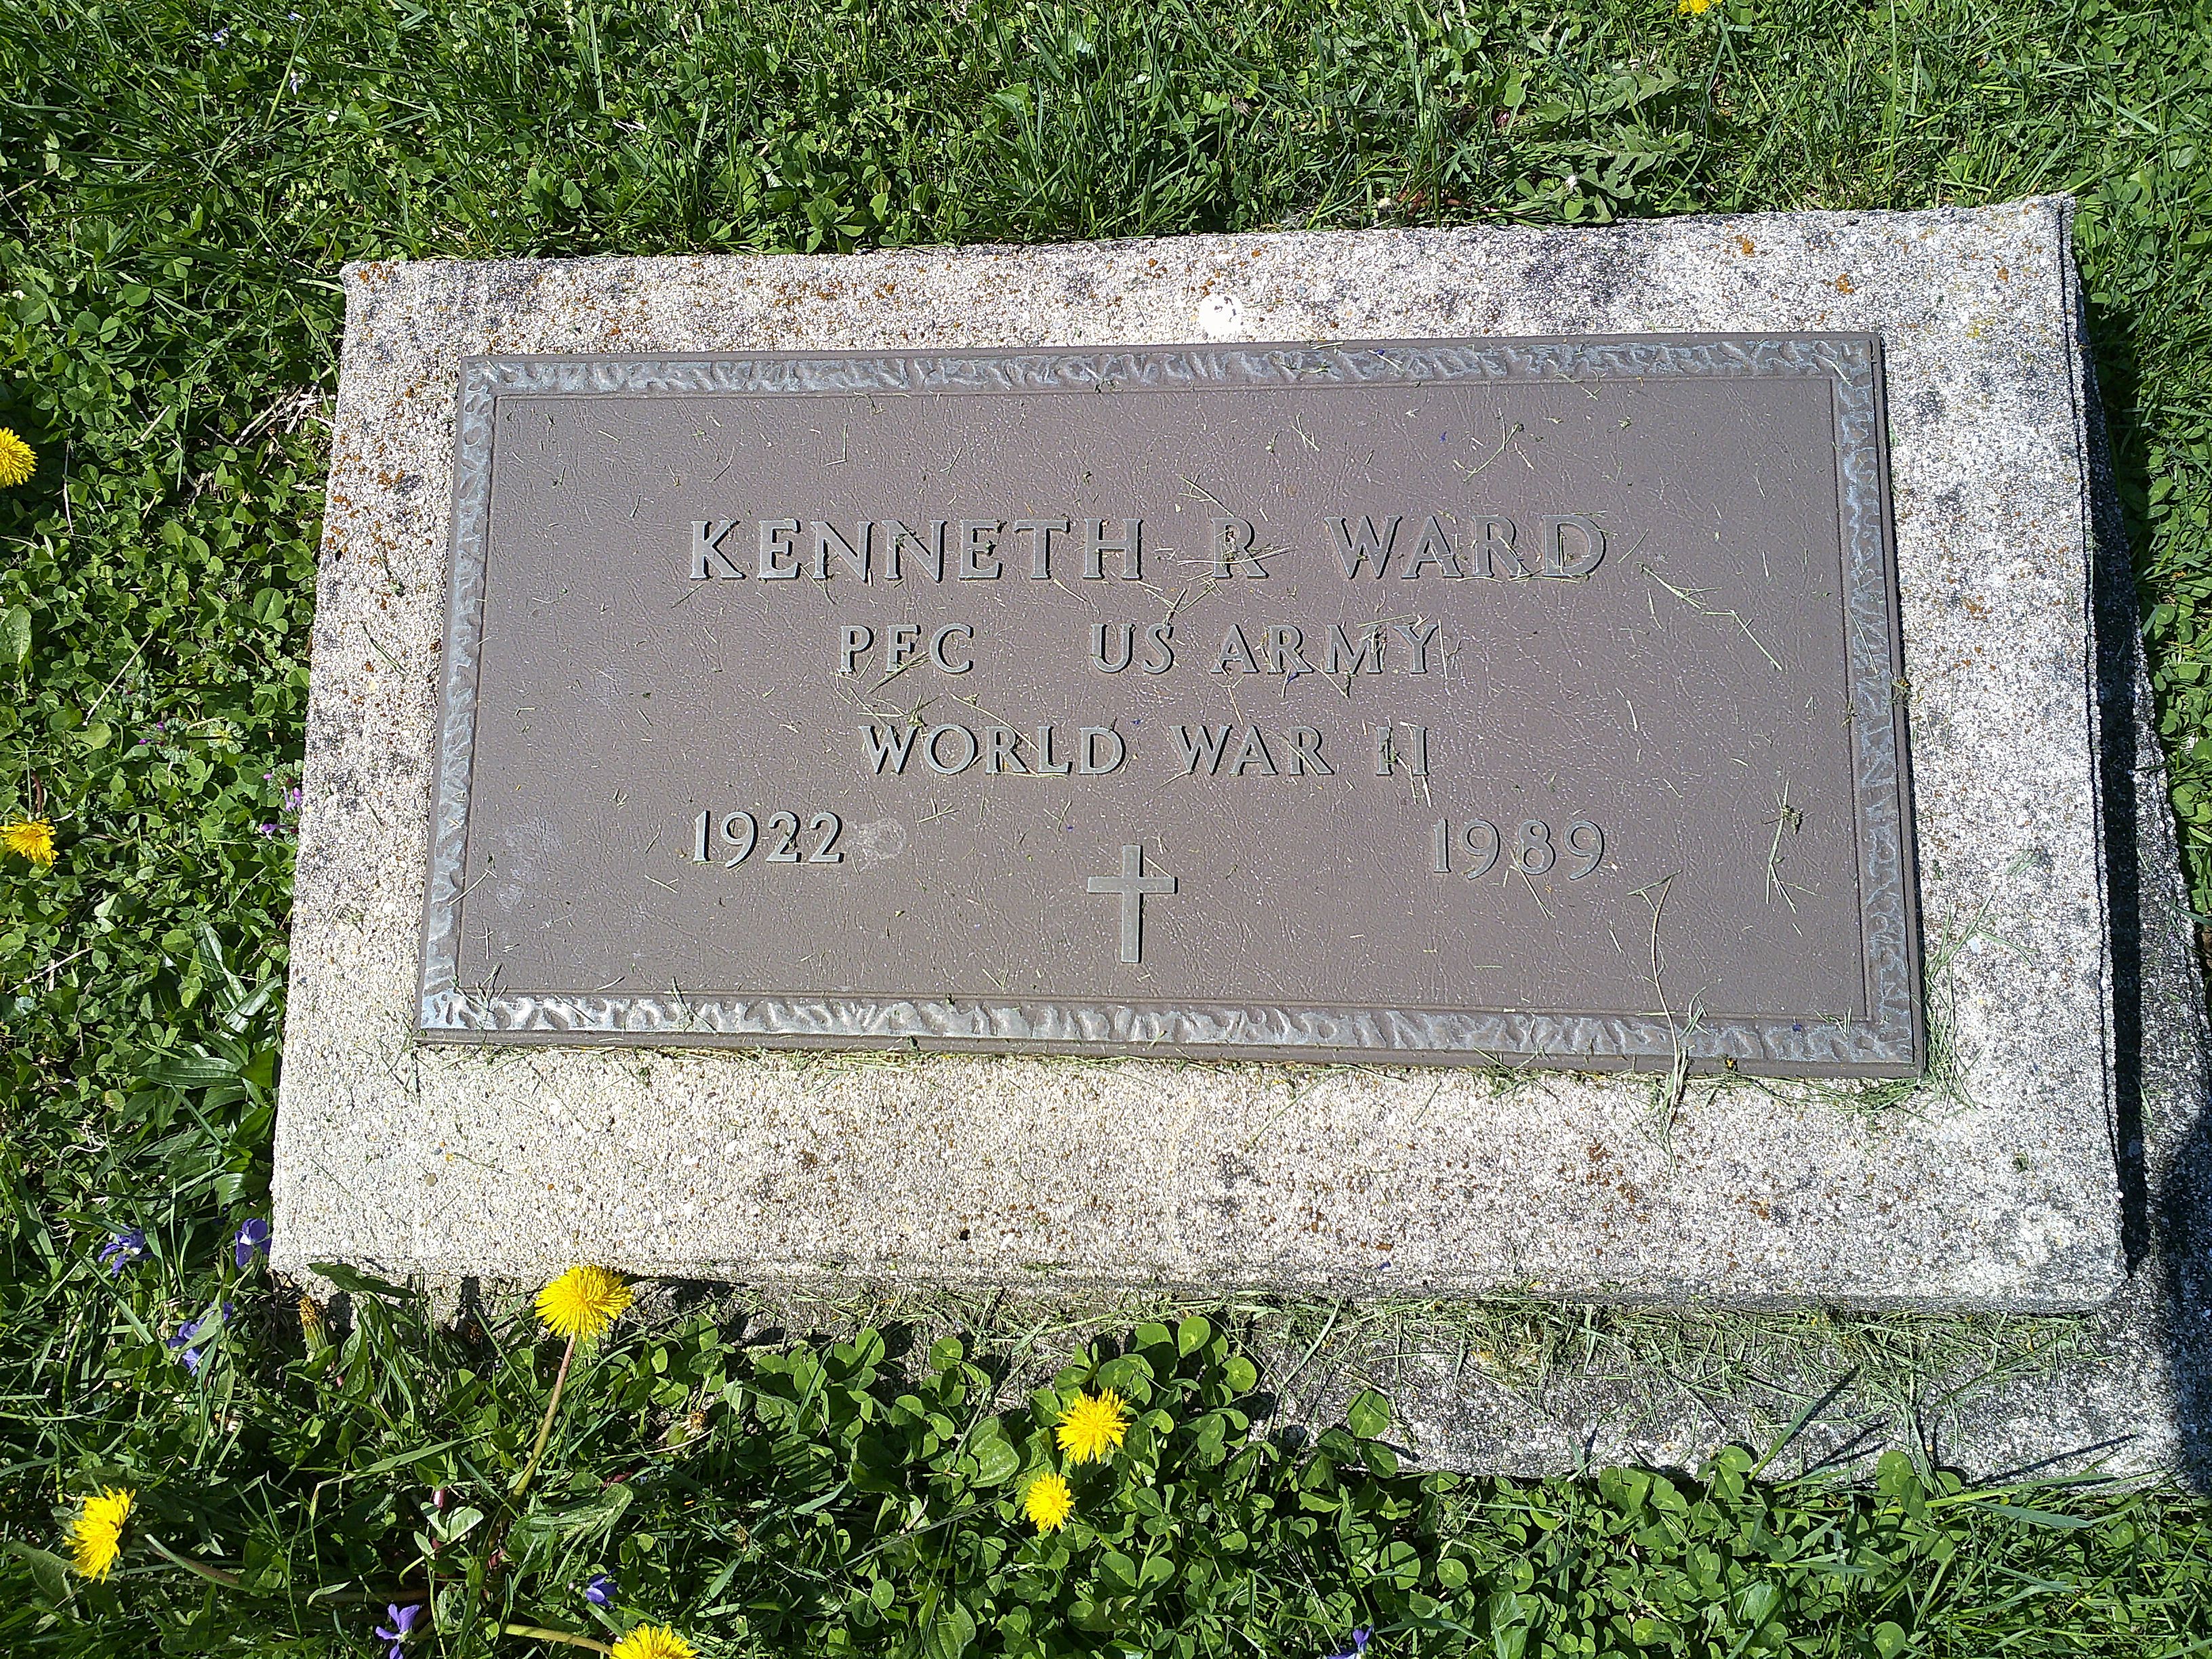 KENNETH R WARD
PFC US ARMY
WORLD WAR II
1922 1989